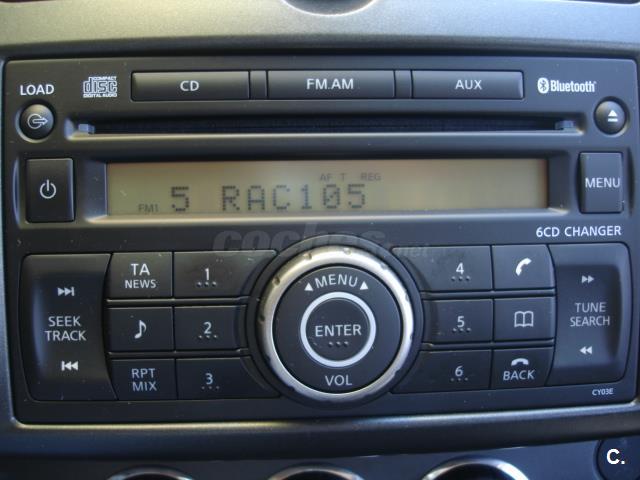 LOAD
COMPACT
disc
DIGITAL AUDIO
CD
FM.AM
AUX
Bluetooth
MENU
AF T REG
FM1 5 RAC105
6CD CHANGER
coches.net
TA
NEWS
1
MENU
4
SEEK
TRACK
2
ENTER
5
TUNE
SEARCH
RPT
MIX
3
VOL
6
BACK
CY03E
C.